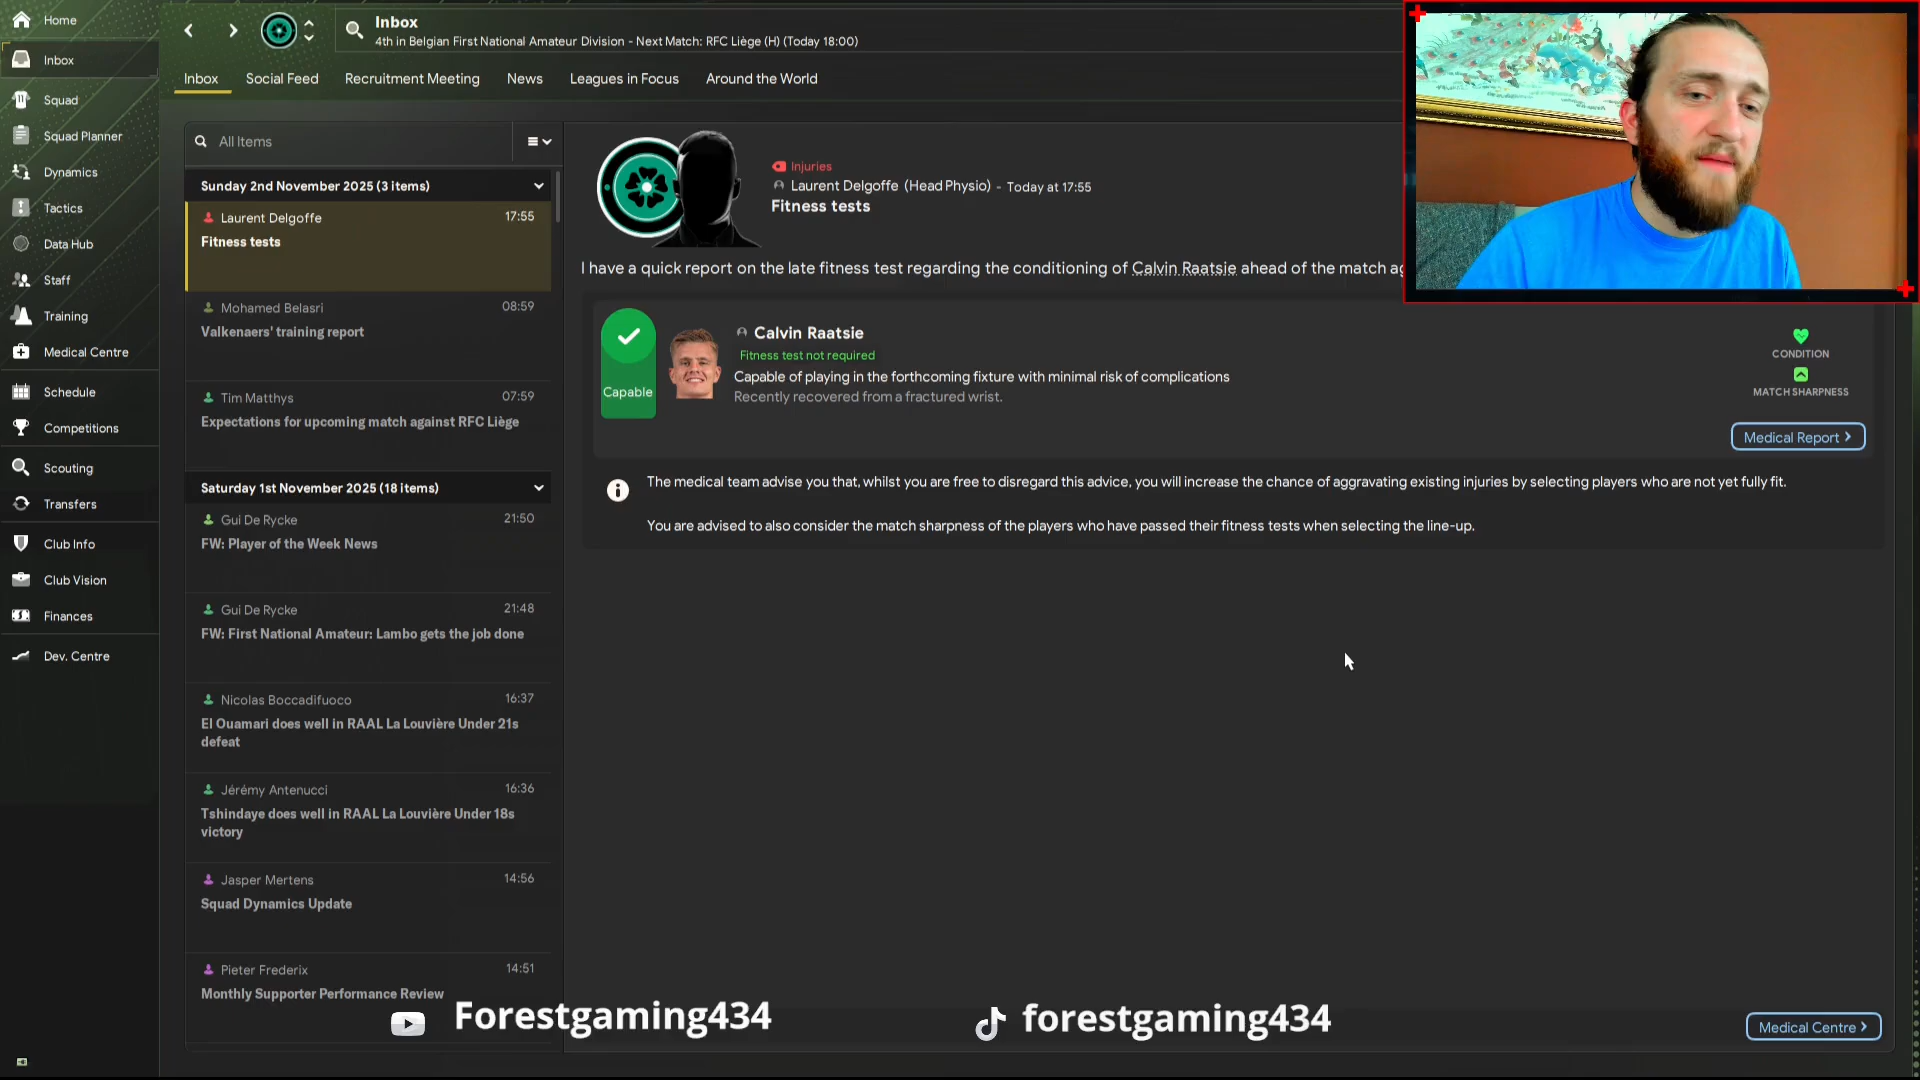 Home
Inbox
Squad
Squad Planner
Dynamics
Tactics
Data Hub
Staff
Training
Medical Centre
Schedule
Competitions
Scouting
Transfers
Club Info
Club Vision
Finances
Dev. Centre
Inbox
4th in Belgian First National Amateur Division - Next Match: RFC Liège (H) (Today 18:00)
Inbox Social Feed Recruitment Meeting News Leagues in Focus Around the World
All Items
Sunday 2nd November 2025 (3 items)
Laurent Delgoffe 17:55
Fitness tests
Mohamed Belasri 08:59
Valkenaers' training report
Tim Matthys 07:59
Expectations for upcoming match against RFC Liège
Saturday 1st November 2025 (18 items)
Gui De Rycke 21:50
FW: Player of the Week News
Gui De Rycke 21:48
FW: First National Amateur: Lambo gets the job done
Nicolas Boccadifuoco 16:37
El Ouamari does well in RAAL La Louvière Under 21s
defeat
Jérémy Antenucci 16:36
Tshindaye does well in RAAL La Louvière Under 18s
victory
Jasper Mertens 14:56
Squad Dynamics Update
Pieter Frederix 14:51
Monthly Supporter Performance Review
Injuries
Laurent Delgoffe (Head Physio) - Today at 17:55
Fitness tests
I have a quick report on the late fitness test regarding the conditioning of Calvin Raatsie ahead of the match
Capable
Calvin Raatsie
Fitness test not required
Capable of playing in the forthcoming fixture with minimal risk of complications
Recently recovered from a fractured wrist.
CONDITION
MATCH SHARPNESS
Medical Report
The medical team advise you that, whilst you are free to disregard this advice, you will increase the chance of aggravating existing injuries by selecting players who are not yet fully fit.
You are advised to also consider the match sharpness of the players who have passed their fitness tests when selecting the line-up.
Forestgaming434
forestgaming434
Medical Centre